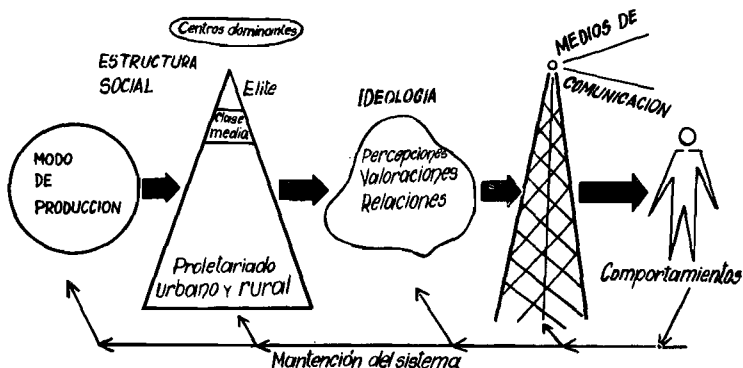 Centros dominantes
ESTRUCTURA
SOCIAL
Elite
Clase
media
Proletariado
urbano y rural
MODO
DE
PRODUCCION
IDEOLOGIA
Percepciones
Valoraciones
Relaciones
MEDIOS DE
COMUNICACION
Comportamientos
Mantención del sistema